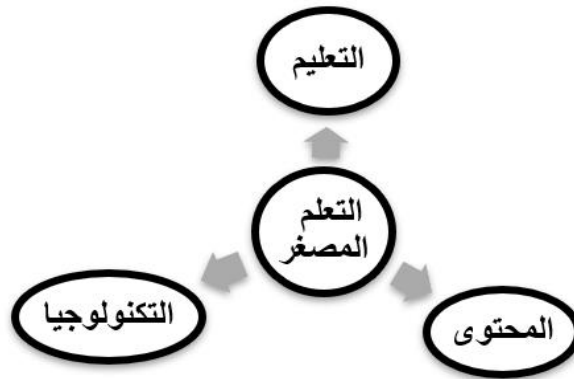 التعليم
التعلم
المصغر
التكنولوجيا
المحتوى